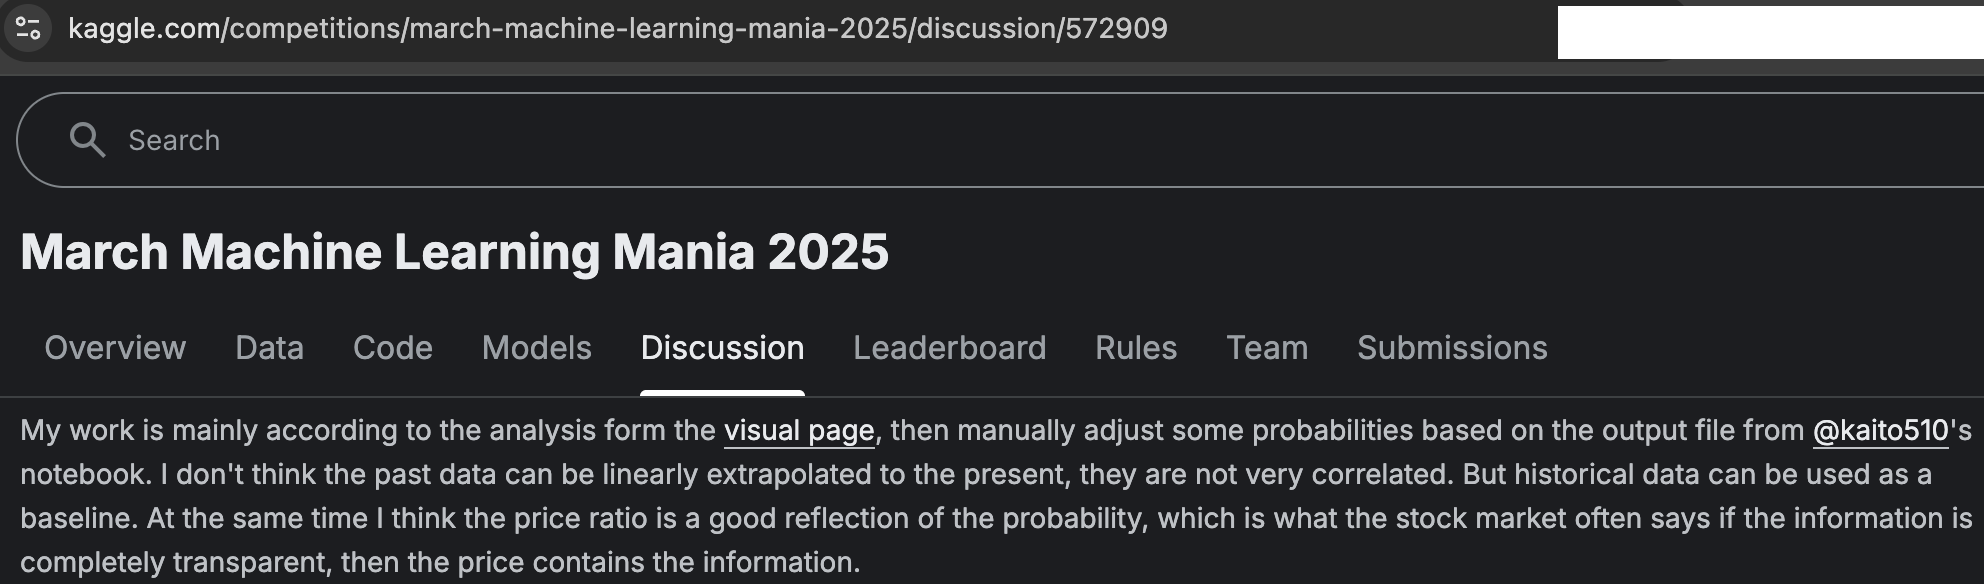 kaggle.com/competitions/march-machine-learning-mania-2025/discussion/572909
Search
March Machine Learning Mania 2025
Overview Data Code Models Discussion Leaderboard Rules Team Submissions
My work is mainly according to the analysis form the visual page, then manually adjust some probabilities based on the output file from @kaito510's
notebook. I don't think the past data can be linearly extrapolated to the present, they are not very correlated. But historical data can be used as a
baseline. At the same time I think the price ratio is a good reflection of the probability, which is what the stock market often says if the information is
completely transparent, then the price contains the information.